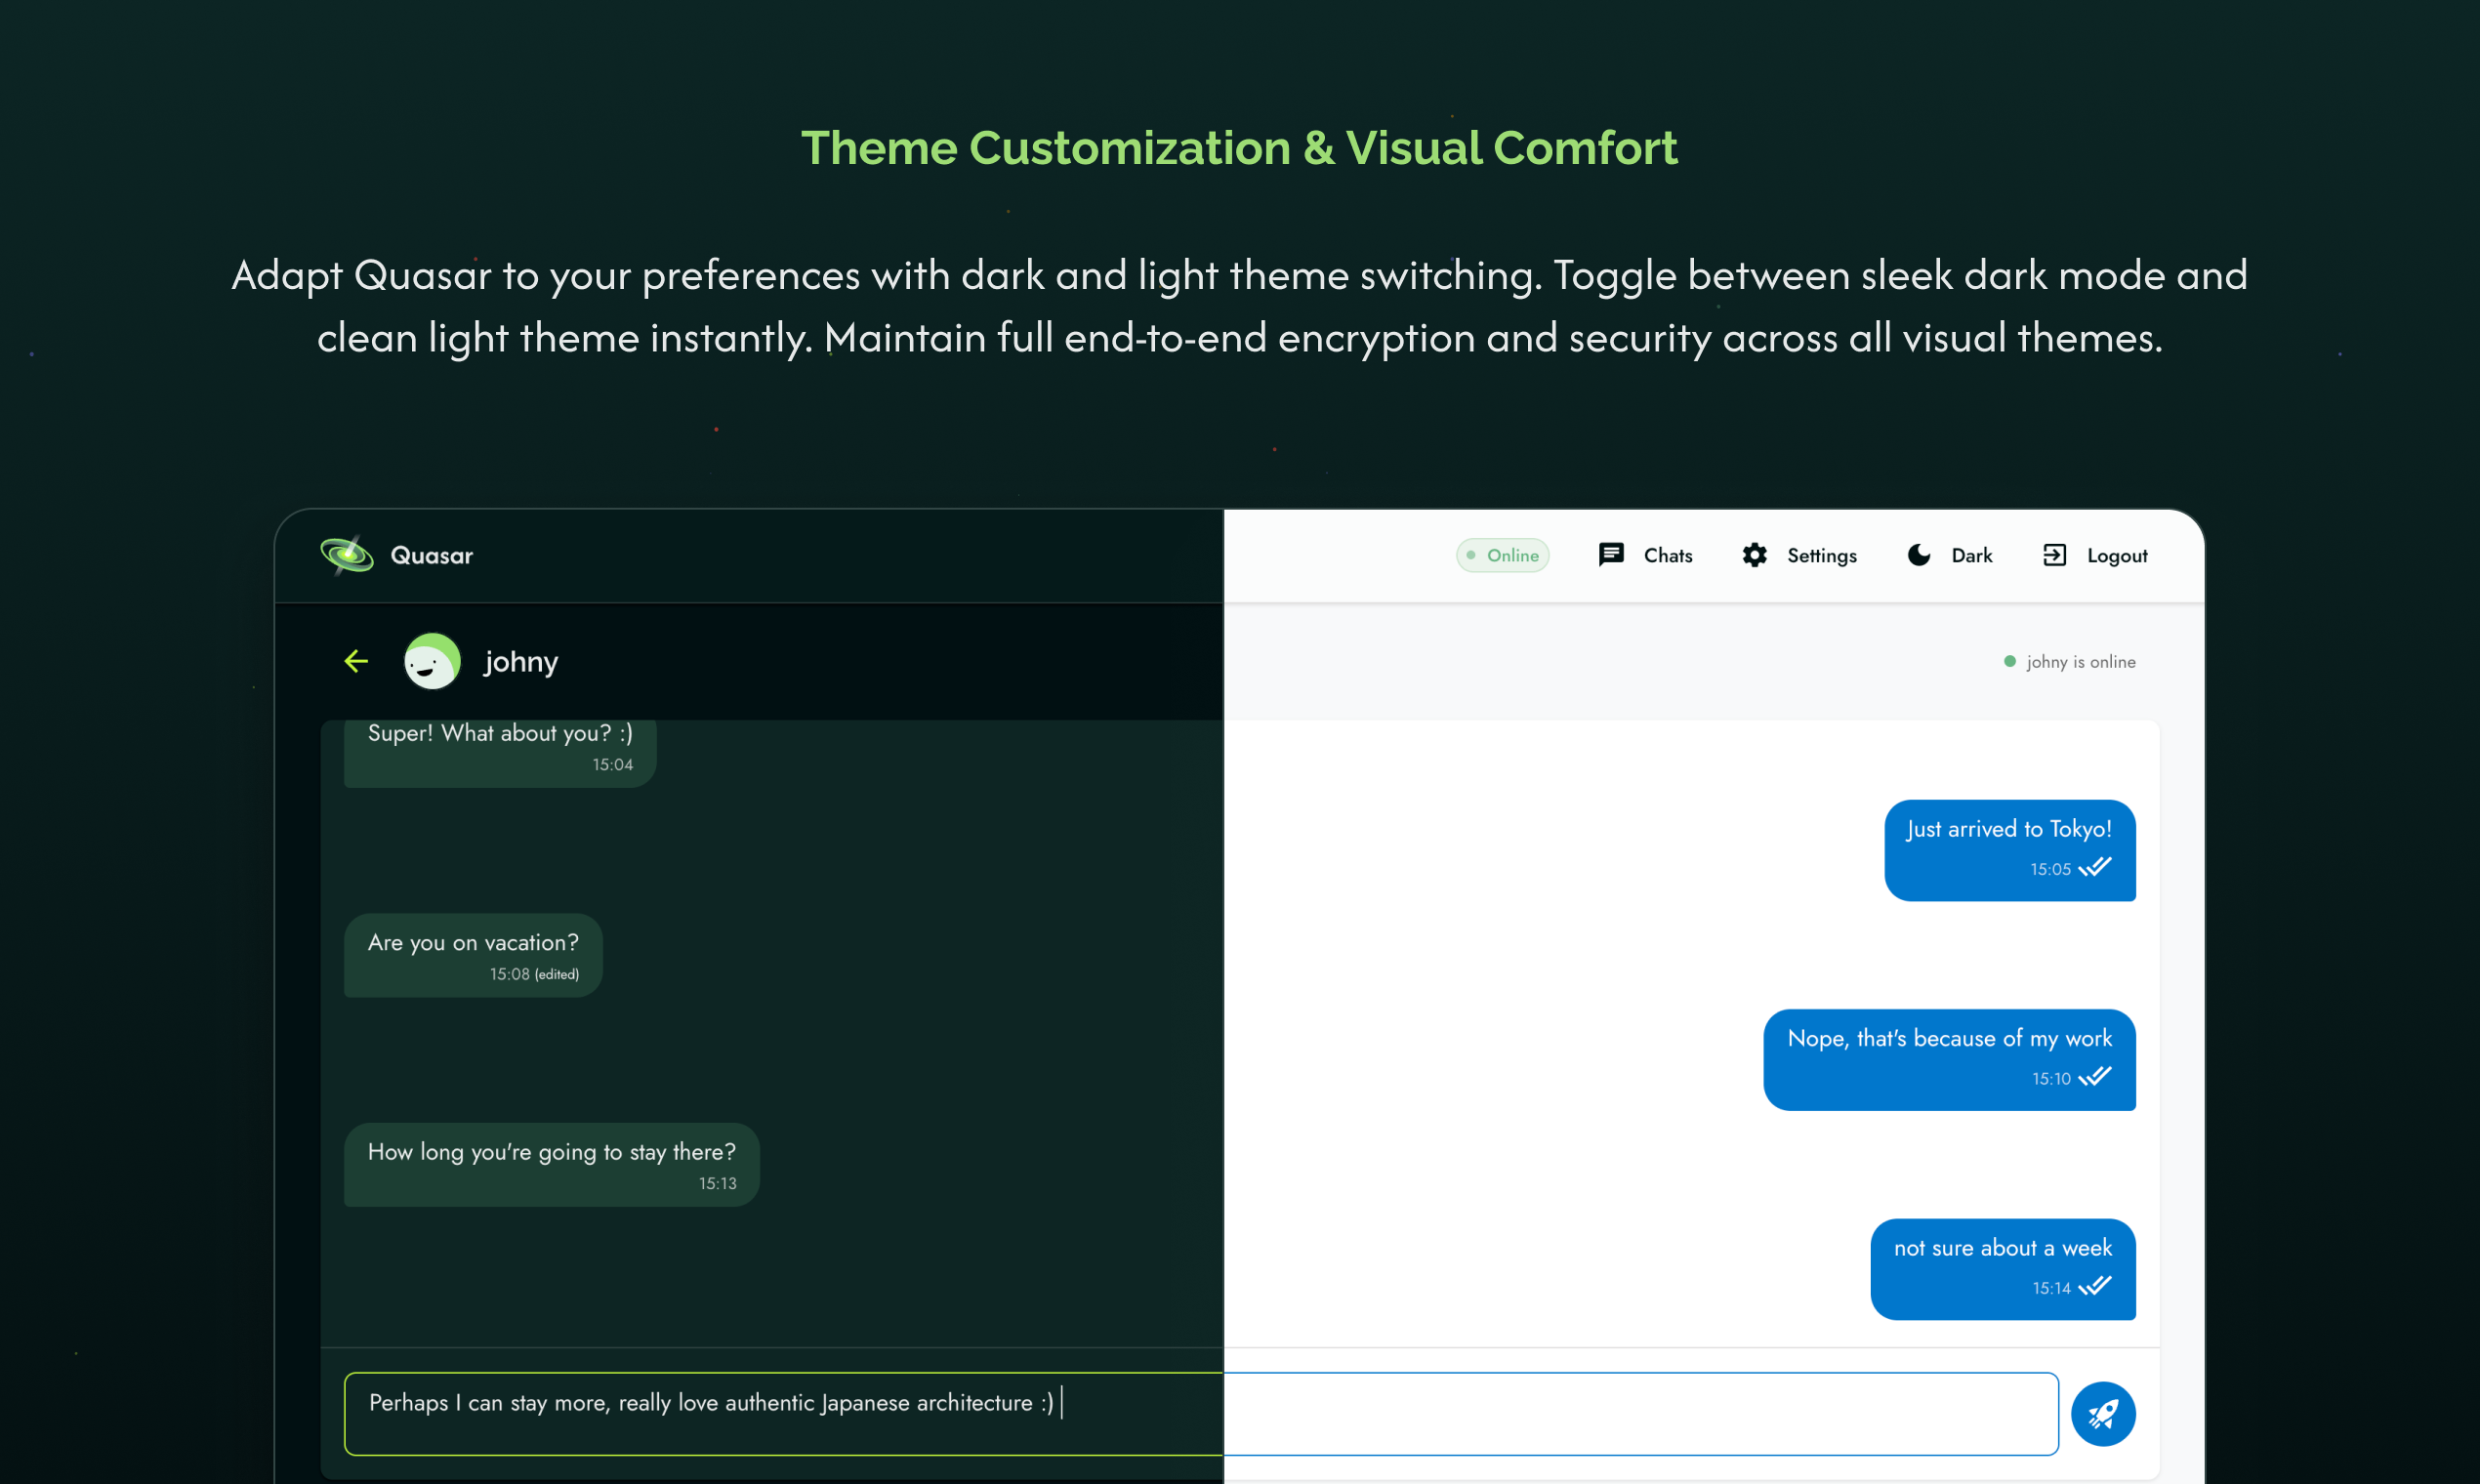 Theme Customization & Visual Comfort
Adapt Quasar to your preferences with dark and light theme switching. Toggle between sleek dark mode and
clean light theme instantly. Maintain full end-to-end encryption and security across all visual themes.
Quasar
Online
Chats
Settings
Dark
Logout
johny
johny is online
Super! What about you? :)
15:04
Just arrived to Tokyo!
15:05
Are you on vacation?
15:08 (edited)
Nope, that's because of my work
15:10
How long you're going to stay there?
15:13
not sure about a week
15:14
Perhaps I can stay more, really love authentic Japanese architecture :)